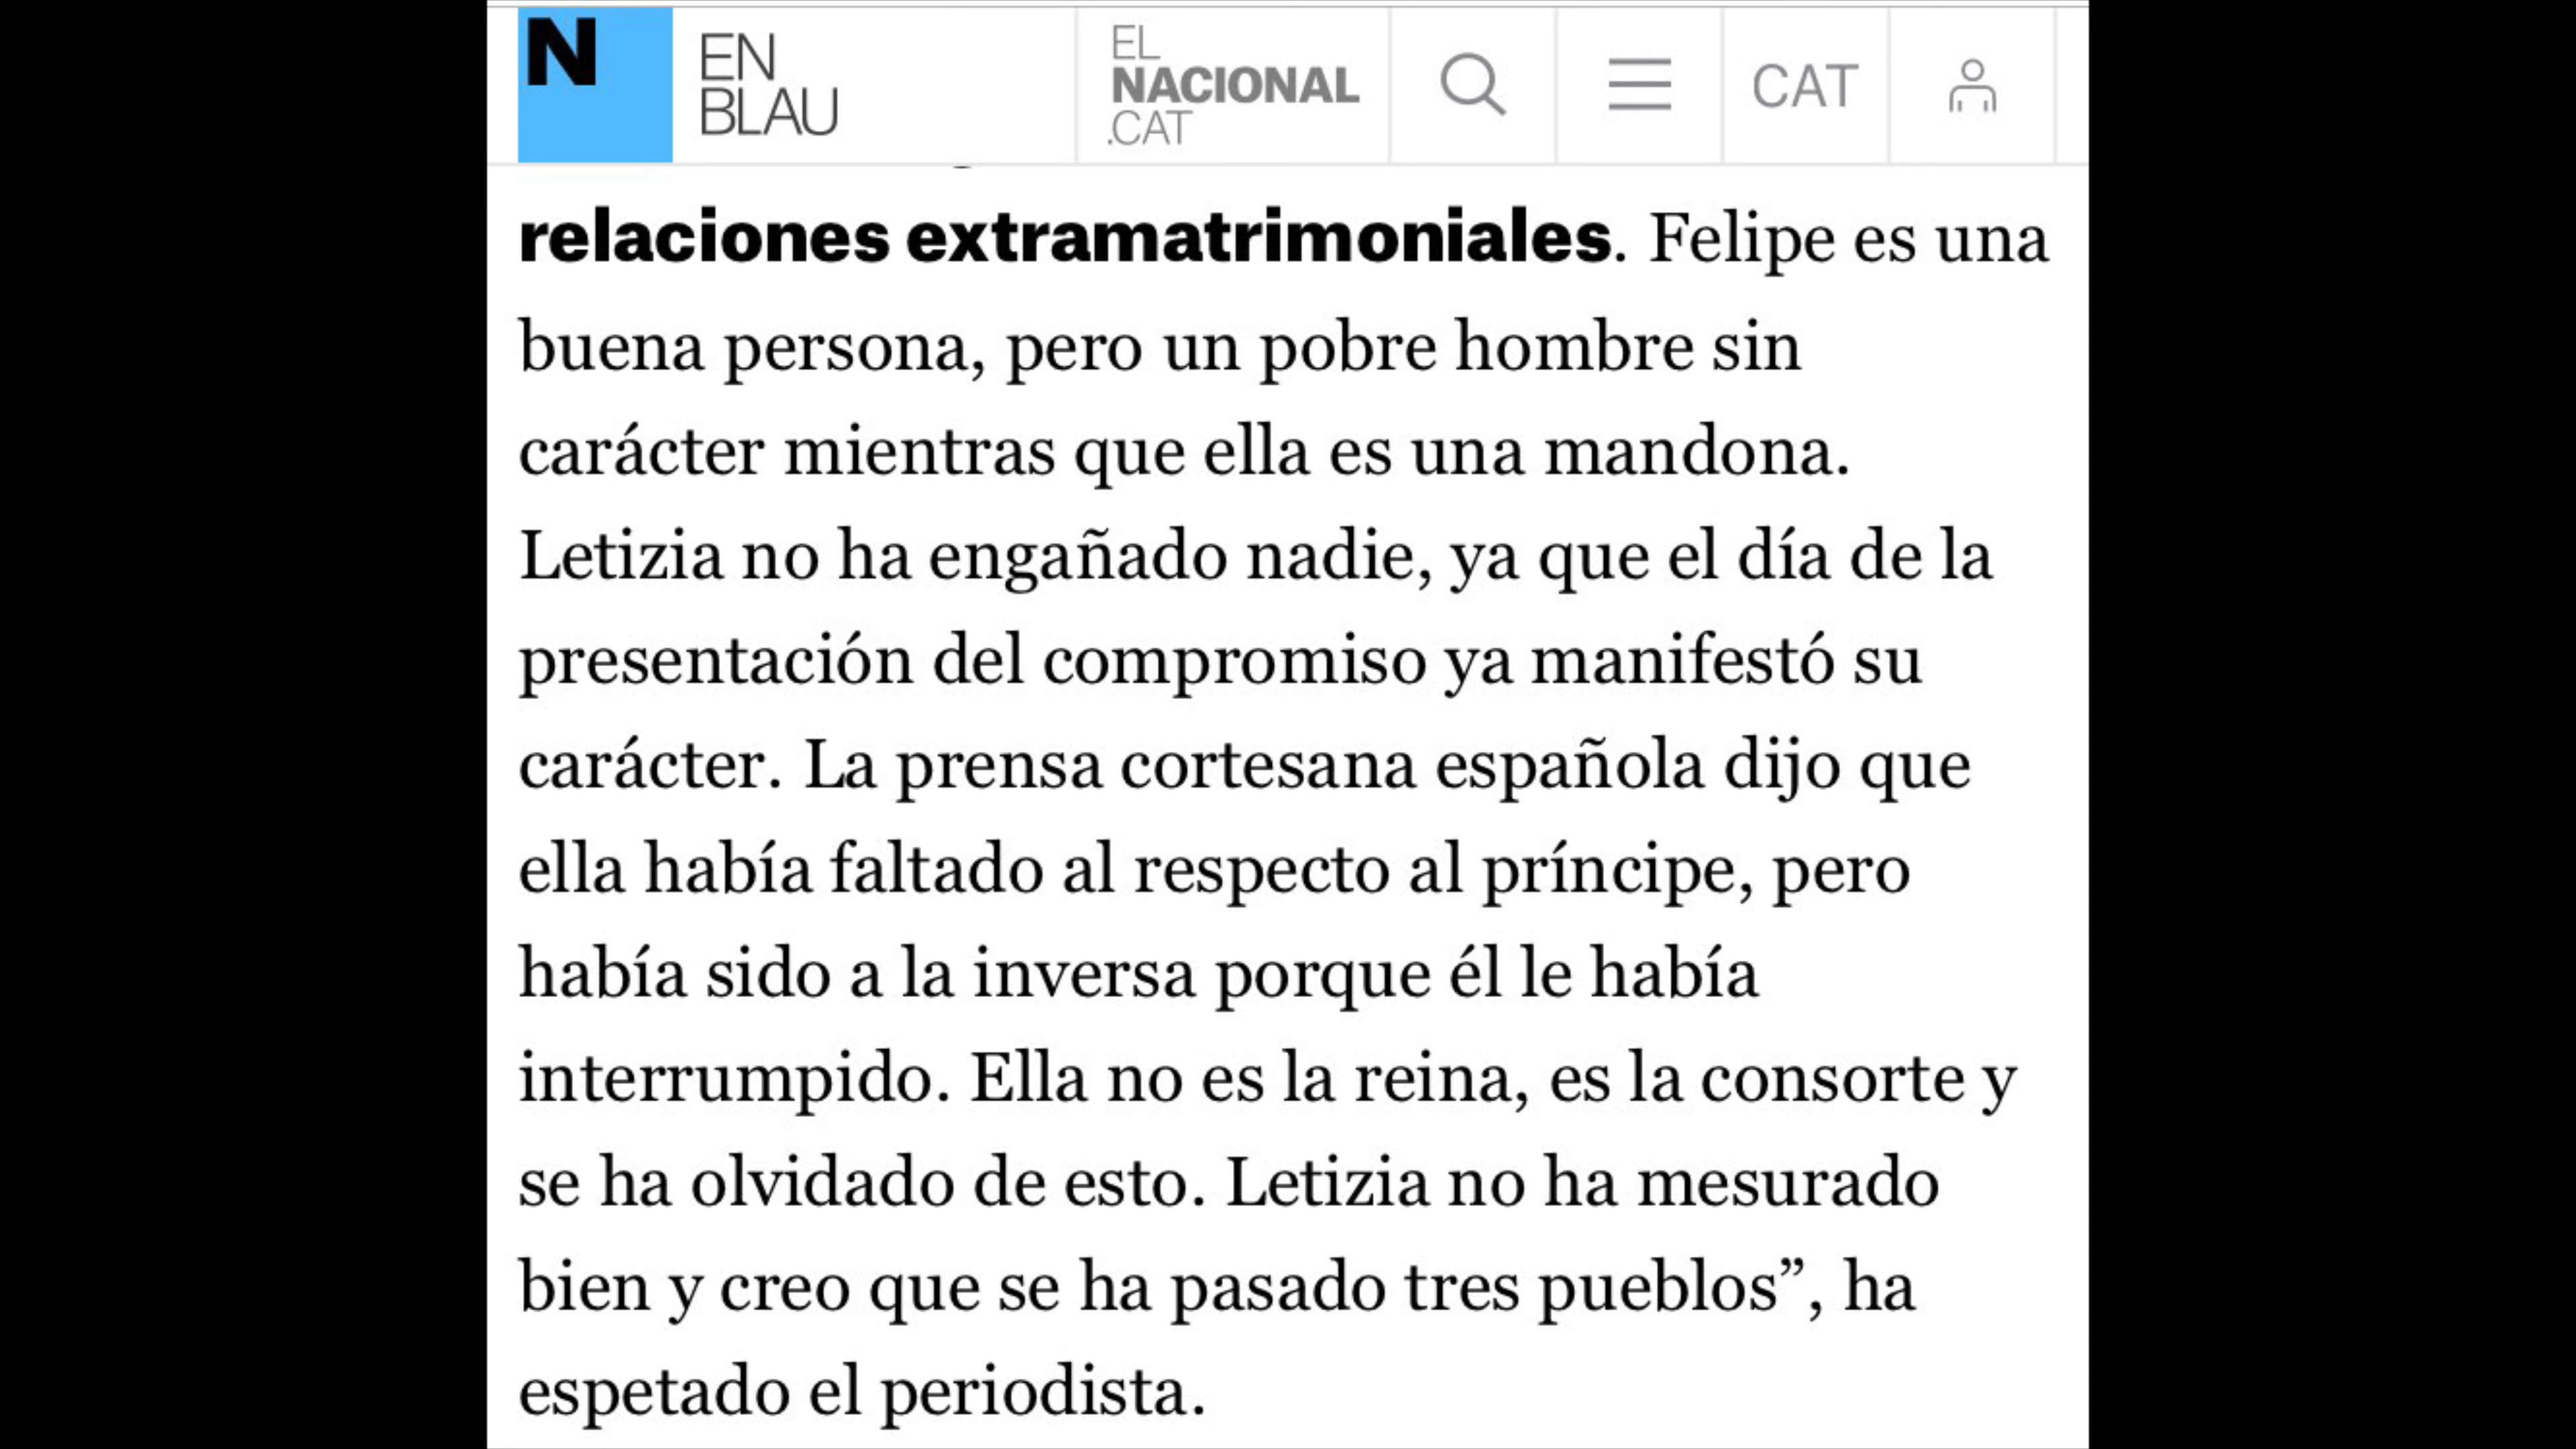 N
EN
BLAU
EL
NACIONAL
.CAT
CAT
relaciones extramatrimoniales. Felipe es una
buena persona, pero un pobre hombre sin
carácter mientras que ella es una mandona.
Letizia no ha engañado nadie, ya que el día de la
presentación del compromiso ya manifestó su
carácter. La prensa cortesana española dijo que
ella había faltado al respecto al príncipe, pero
había sido a la inversa porque él le había
interrumpido. Ella no es la reina, es la consorte y
se ha olvidado de esto. Letizia no ha mesurado
bien y creo que se ha pasado tres pueblos”, ha
espetado el periodista.